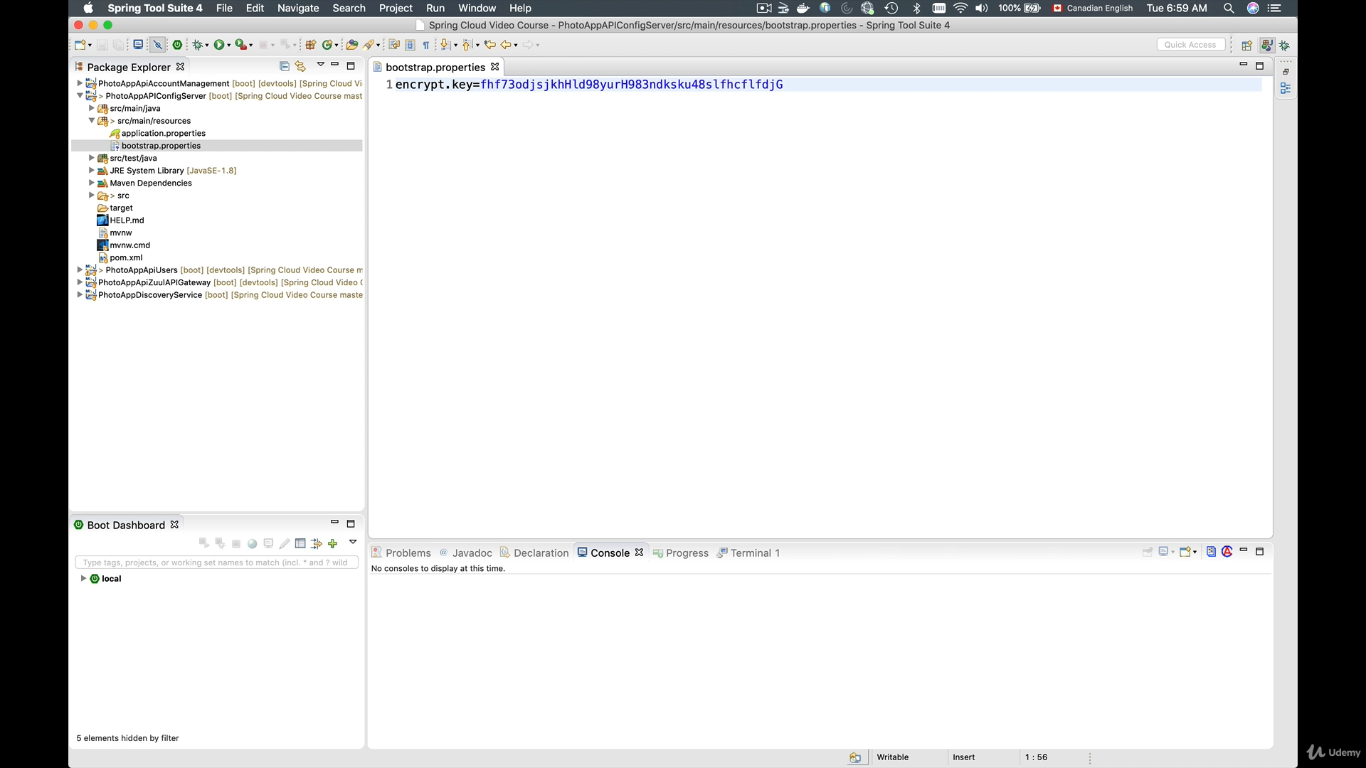 Spring Tool Suite 4 File Edit Navigate Search Project Run Window Help 100% Canadian English Tue 6:59 AM
Spring Cloud Video Course - PhotoAppAPIConfigServer/src/main/resources/bootstrap.properties - Spring Tool Suite 4
Quick Access
Package Explorer
PhotoAppApiAccountManagement [boot] [devtools] [Spring Cloud Vi
> PhotoAppAPIConfigServer [boot] [Spring Cloud Video Course mast
src/main/java
> src/main/resources
application.properties
bootstrap.properties
src/test/java
JRE System Library [JavaSE-1.8]
Maven Dependencies
> src
target
HELP.md
mvnw
mvnw.cmd
pom.xml
> PhotoAppApiUsers [boot] [devtools] [Spring Cloud Video Course m
PhotoAppApiZuulAPIGateway [boot] [devtools] [Spring Cloud Video C
PhotoAppDiscoveryService [boot] [Spring Cloud Video Course master
bootstrap.properties
1 encrypt.key=fhf73odjsjkhHld98yurH983ndksku48slfhcflfdjG
Boot Dashboard
Type tags, projects, or working set names to match (incl. * and ? wild
local
5 elements hidden by filter
Problems @ Javadoc Declaration Console Progress Terminal 1
No consoles to display at this time.
Writable Insert 1 : 56
Udemy